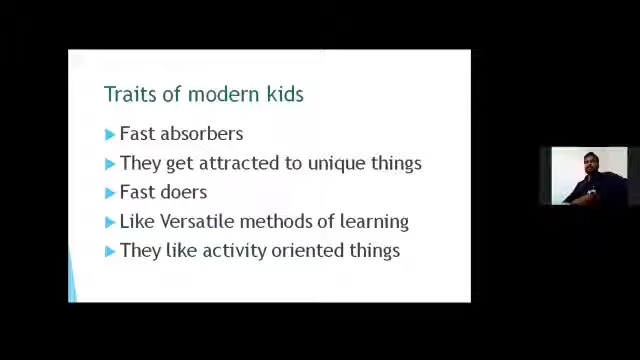 Traits of modern kids
Fast absorbers
They get attracted to unique things
Fast doers
Like Versatile methods of learning
They like activity oriented things